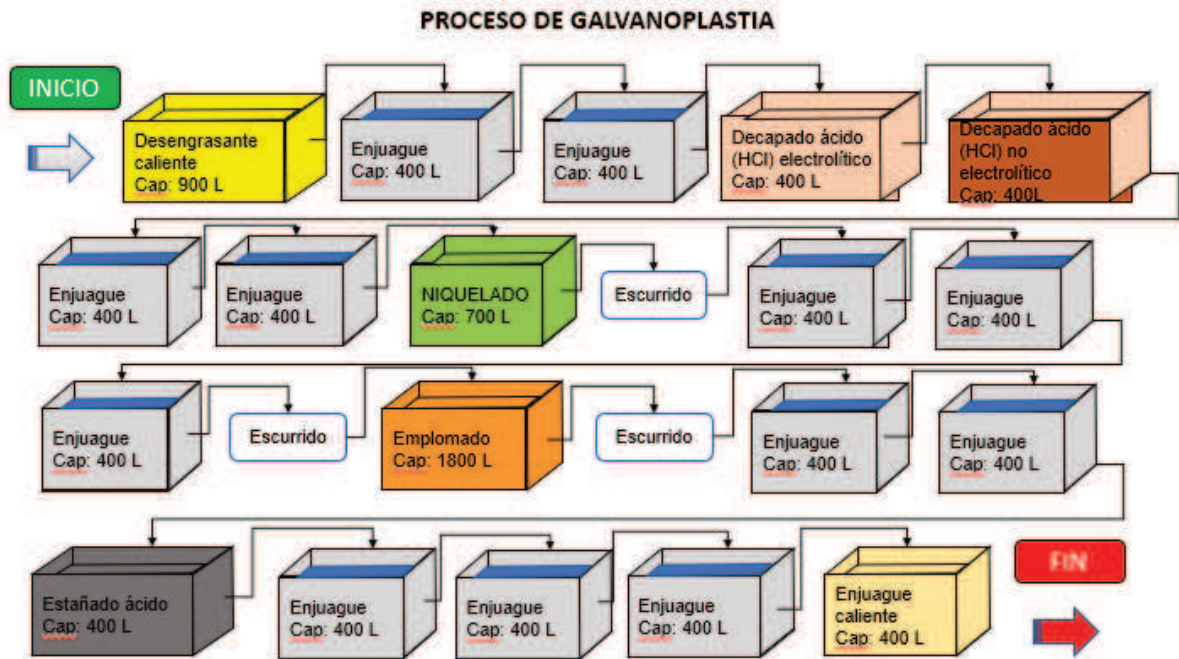 PROCESO DE GALVANOPLASTIA
INICIO
Desengrasante
caliente
Cap: 900 L
Enjuague
Cap: 400 L
Enjuague
Cap: 400 L
Decapado ácido
(HCl) electrolítico
Cap: 400 L
Decapado ácido
(HCl) no
electrolítico
Cap: 400L
Enjuague
Cap: 400 L
Enjuague
Cap: 400 L
NIQUELADO
Cap: 700 L
Escurrido
Enjuague
Cap: 400 L
Enjuague
Cap: 400 L
Enjuague
Cap: 400 L
Escurrido
Emplomado
Cap: 1800 L
Escurrido
Enjuague
Cap: 400 L
Enjuague
Cap: 400 L
Estañado ácido
Cap: 400 L
Enjuague
Cap: 400 L
Enjuague
Cap: 400 L
Enjuague
Cap: 400 L
Enjuague
caliente
Cap: 400 L
FIN